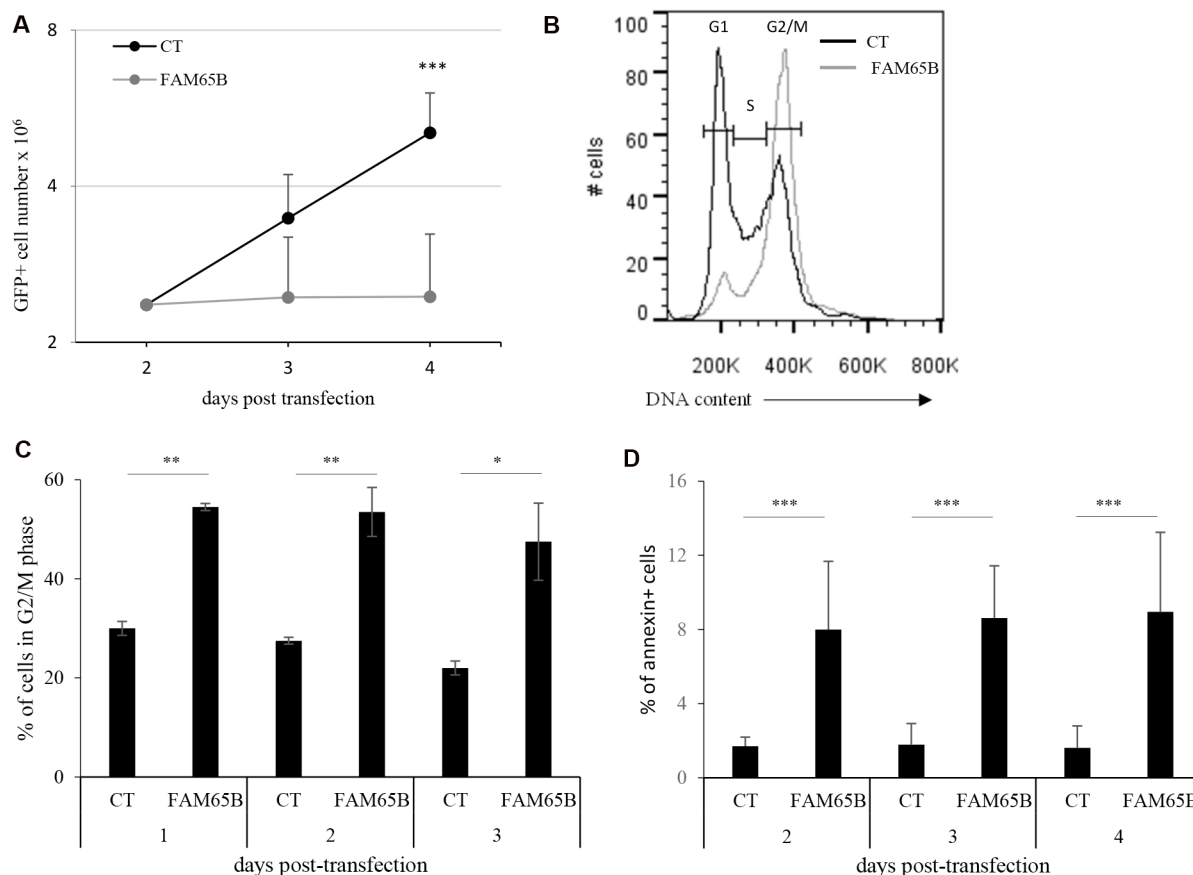 A
8
4
2
GFP+ cell number x 10⁶
CT
FAM65B
***
2 3 4
days post transfection
B
100
80
60
40
20
0
# cells
G1 G2/M
S
CT
FAM65B
200K 400K 600K 800K
DNA content
C
60
40
20
0
% of cells in G2/M phase
** ** *
CT FAM65B CT FAM65B CT FAM65B
1 2 3
days post-transfection
D
16
12
8
4
0
% of annexin+ cells
*** *** ***
CT FAM65B CT FAM65B CT FAM65B
2 3 4
days post-transfection